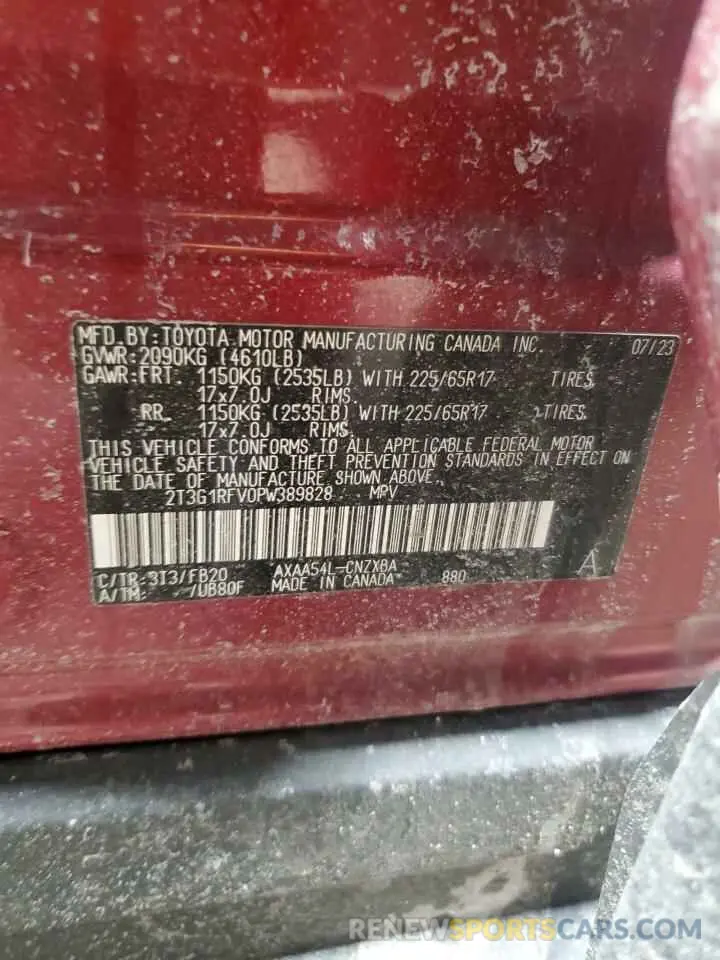 MFD.BY:TOYOTA MOTOR MANUFACTURING CANADA INC. 07/23
GVWR:2090KG (4610LB)
GAWR:FRT. 1150KG (2535LB) WITH 225/65R17 TIRES,
17x7.0J RIMS,
RR. 1150KG (2535LB) WITH 225/65R17 TIRES,
17x7.0J RIMS,
THIS VEHICLE CONFORMS TO ALL APPLICABLE FEDERAL MOTOR
VEHICLE SAFETY AND THEFT PREVENTION STANDARDS IN EFFECT ON
THE DATE OF MANUFACTURE SHOWN ABOVE.
2T3G1RFV0PW389828 MPV
C/TR:3T3/FB20 AXAA54L-CNZXBA 880 A
A/TM: /UB80F MADE IN CANADA
RENEWSPORTSCARS.COM